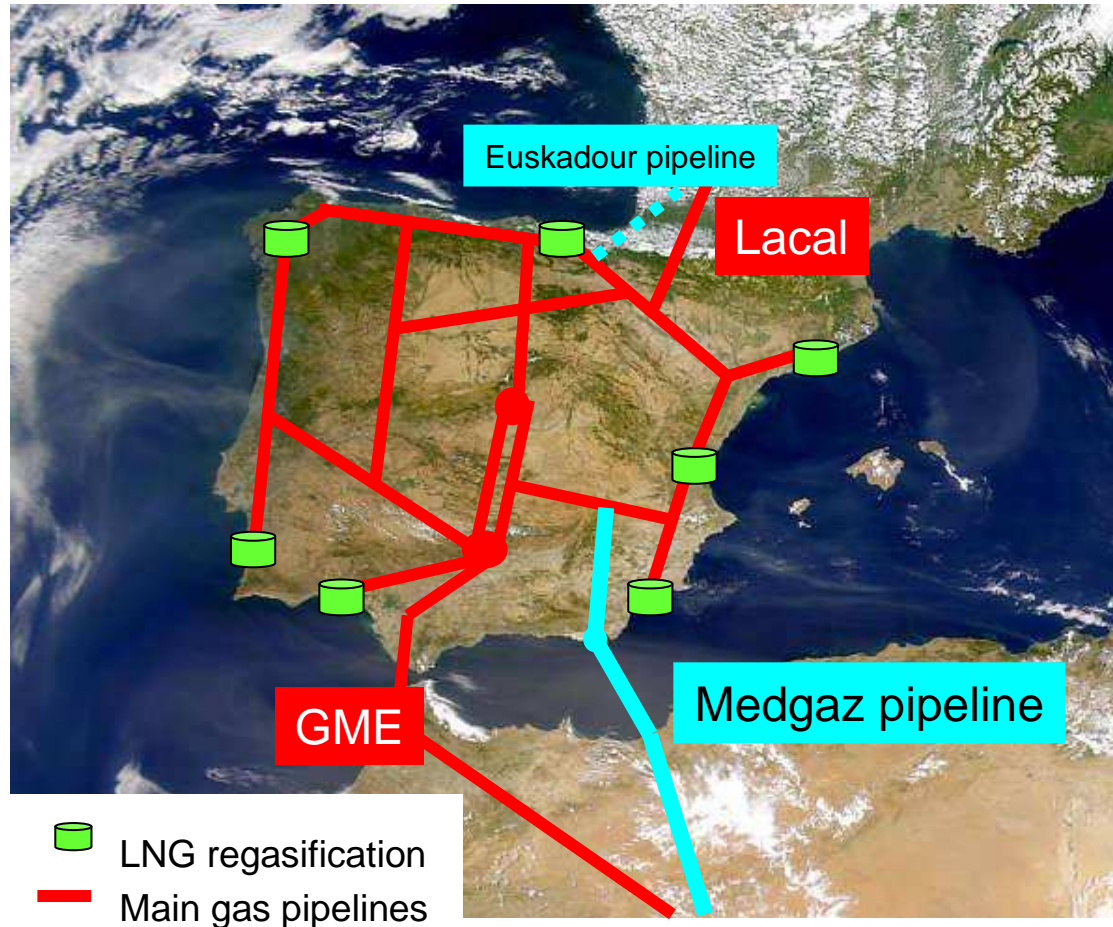 Euskadour pipeline
Lacal
Medgaz pipeline
GME
LNG regasification
Main gas pipelines